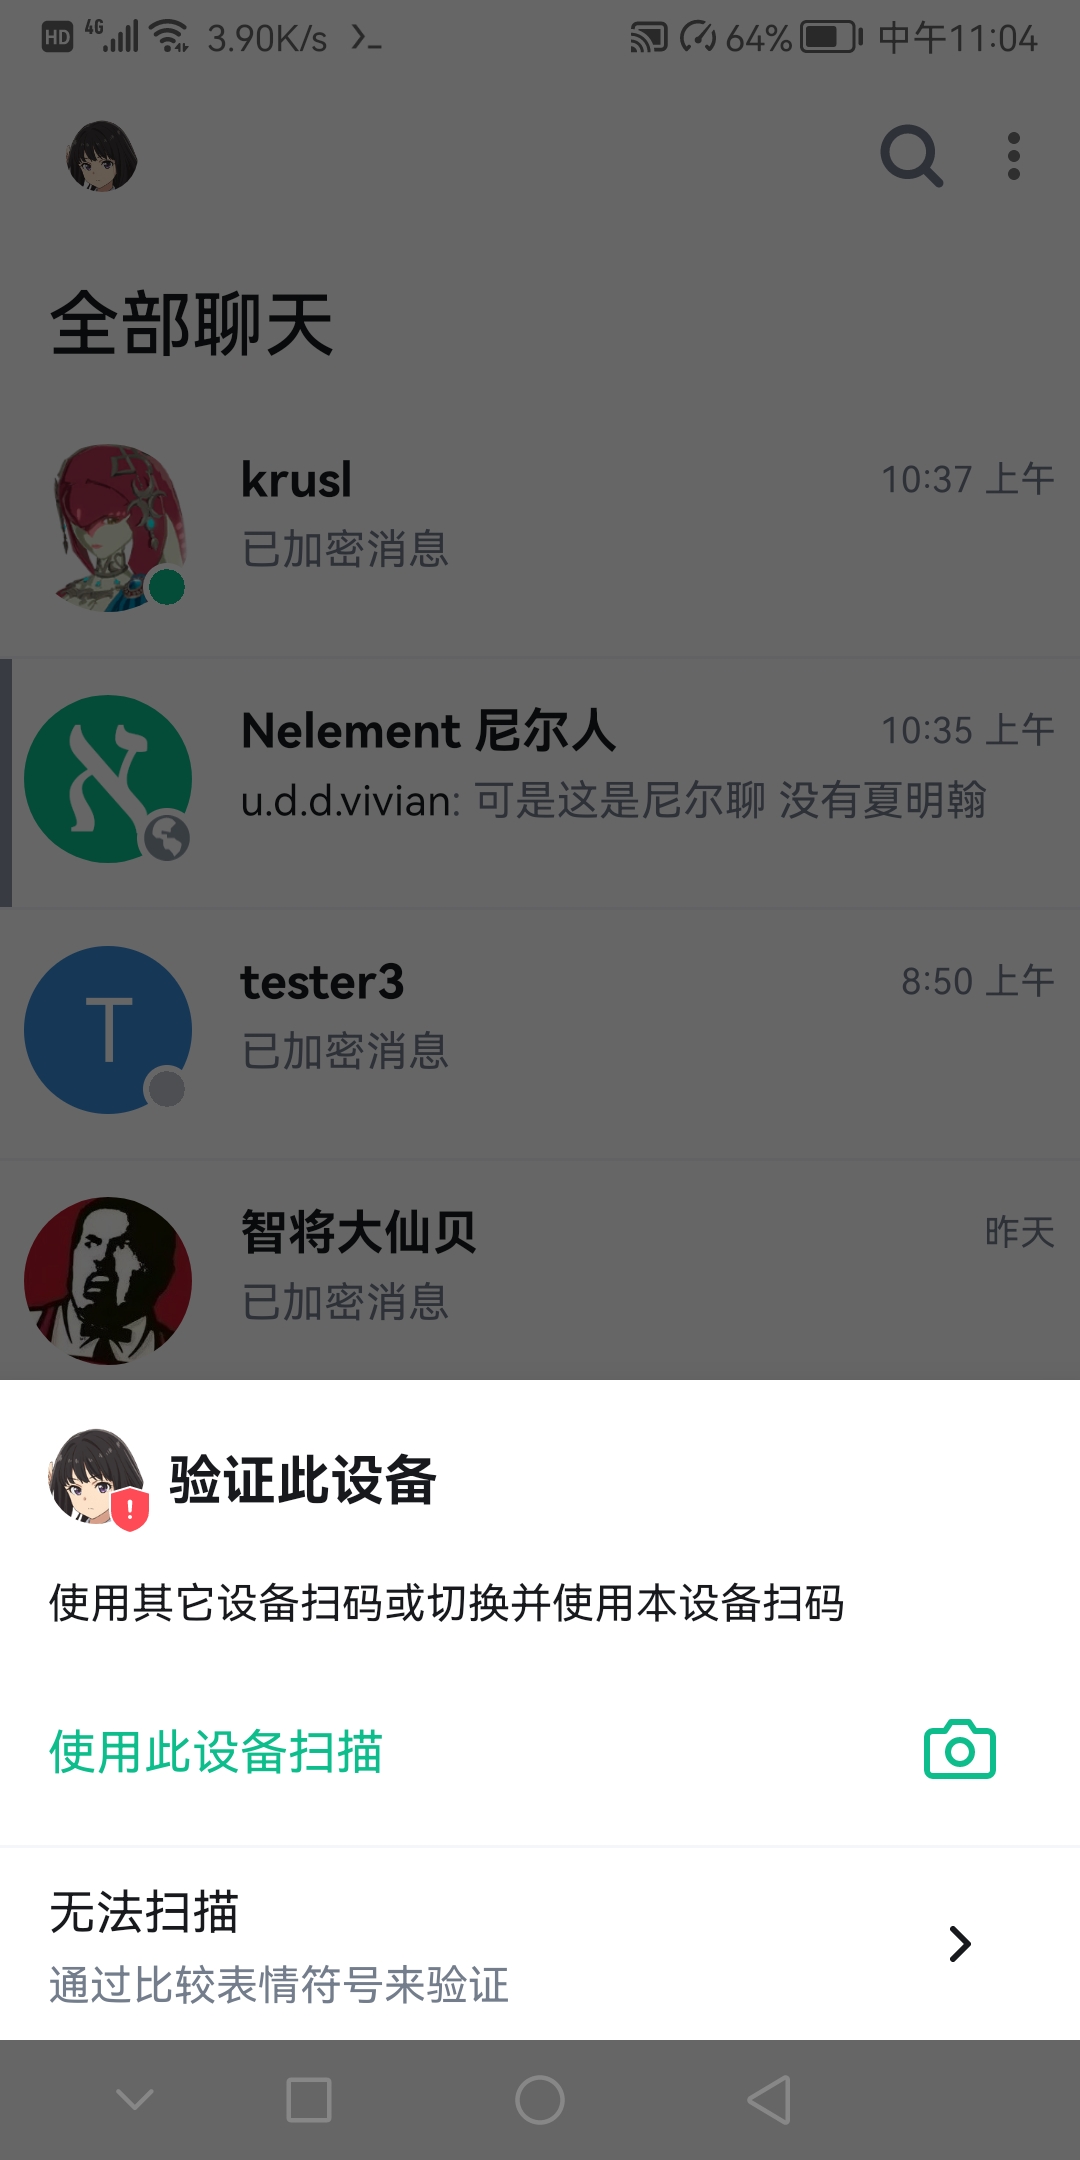 HD 4G 3.90K/s 64% 中午11:04
全部聊天
krusl 10:37 上午
已加密消息
Nelement 尼尔人 10:35 上午
u.d.d.vivian: 可是这是尼尔聊 没有夏明翰
T
tester3 8:50 上午
已加密消息
智将大仙贝 昨天
已加密消息
验证此设备
使用其它设备扫码或切换并使用本设备扫码
使用此设备扫描
无法扫描
通过比较表情符号来验证